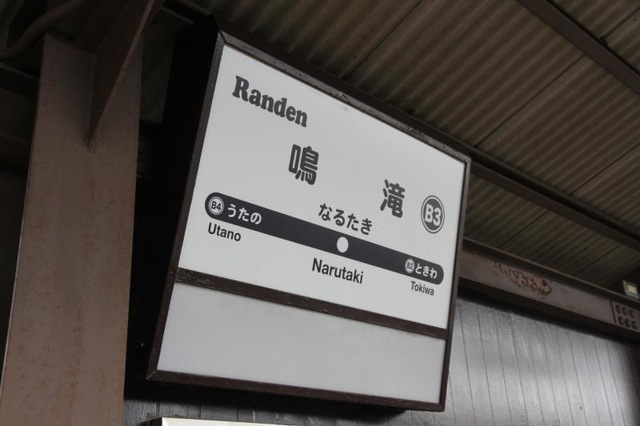 Randen
鳴滝 B3
なるたき
B4 うたの
B2 ときわ
Utano
Narutaki
Tokiwa